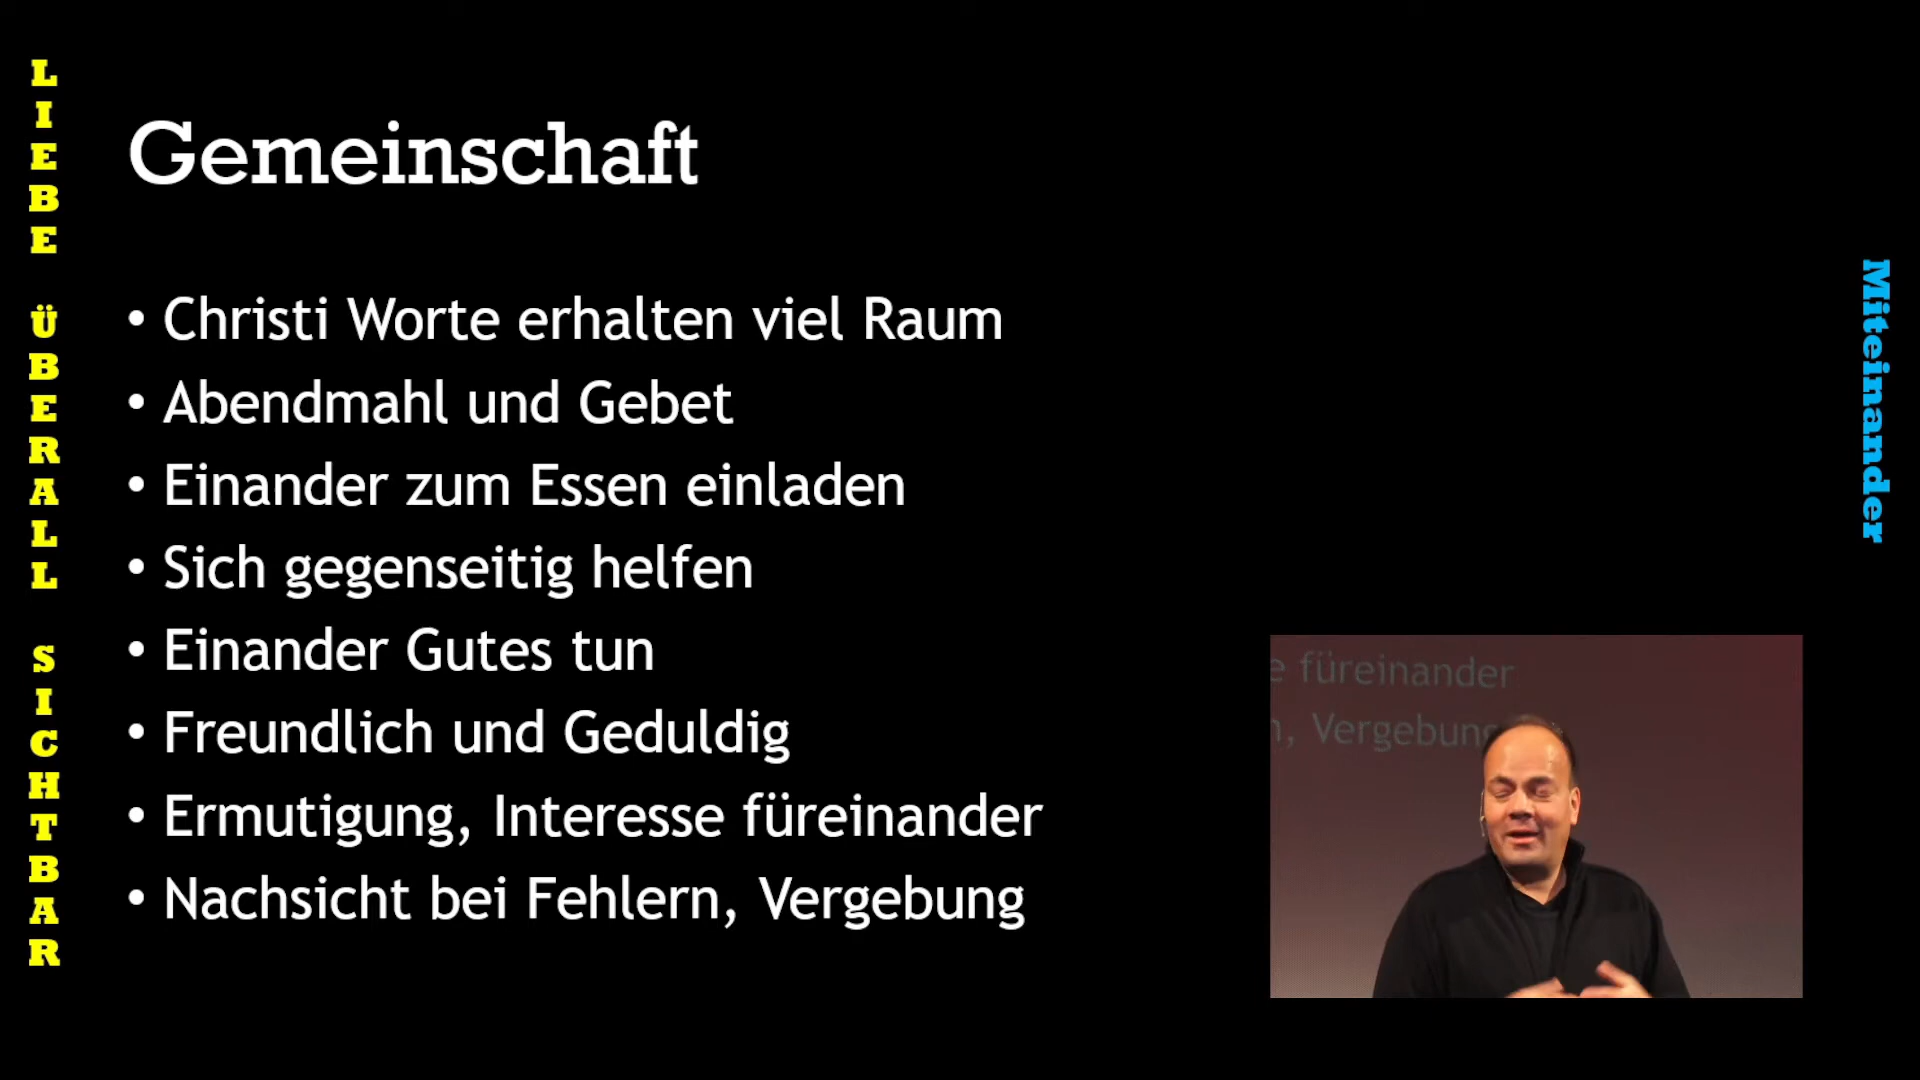 LIEBE ÜBERALL SICHTBAR
Gemeinschaft
• Christi Worte erhalten viel Raum
• Abendmahl und Gebet
• Einander zum Essen einladen
• Sich gegenseitig helfen
• Einander Gutes tun
• Freundlich und Geduldig
• Ermutigung, Interesse füreinander
• Nachsicht bei Fehlern, Vergebung
Miteinander
e füreinander
, Vergebung